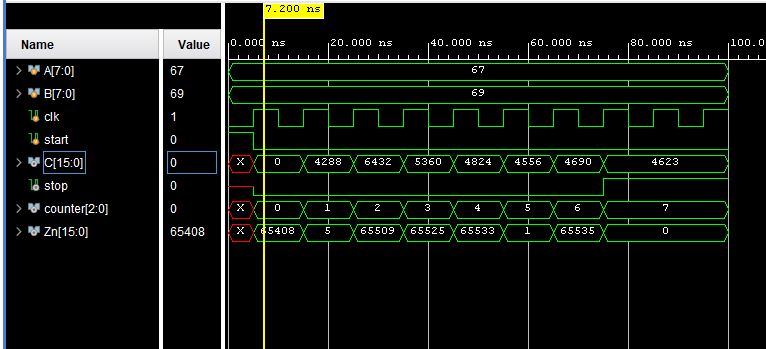 7.200 ns
Name Value
0.000 ns 20.000 ns 40.000 ns 60.000 ns 80.000 ns 100.0
A[7:0] 67 67
B[7:0] 69 69
clk 1
start 0
C[15:0] 0 X 0 4288 6432 5360 4824 4556 4690 4623
stop 0
counter[2:0] 0 X 0 1 2 3 4 5 6 7
Zn[15:0] 65408 X 65408 5 65509 65525 65533 1 65535 0